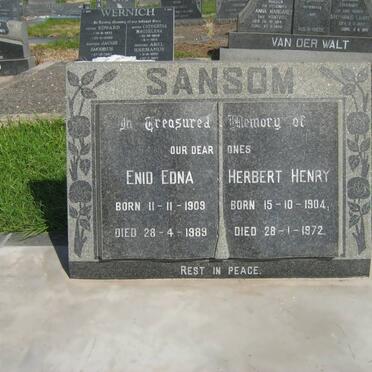 WERNICH
VAN DER WALT
SANSOM
In Treasured Memory of
OUR DEAR ONES
ENID EDNA
BORN 11-11-1909
DIED 28-4-1989
HERBERT HENRY
BORN 15-10-1904.
DIED 28-1-1972.
REST IN PEACE.